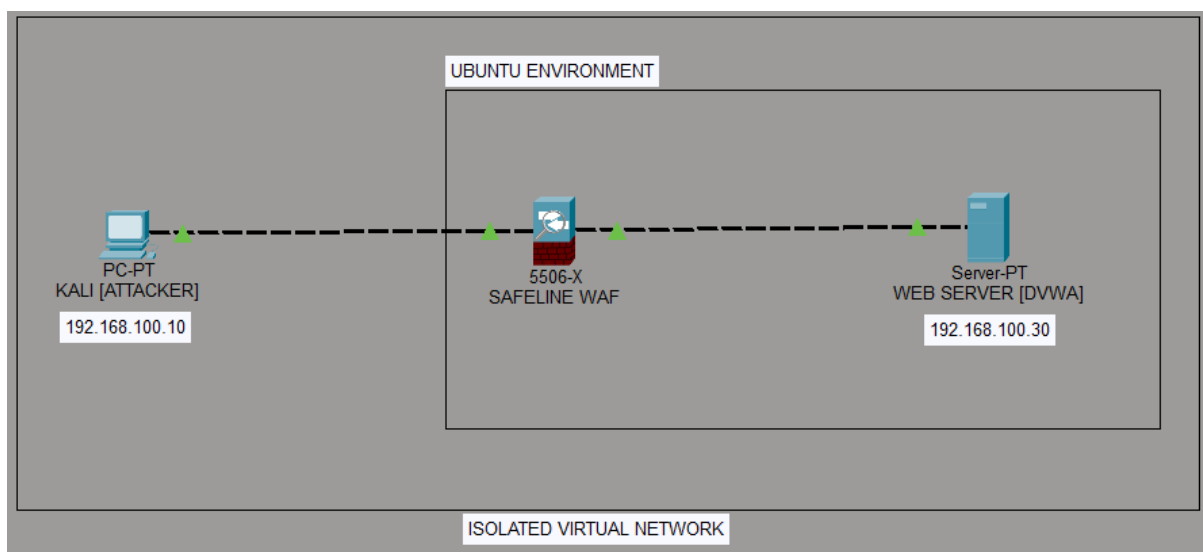 UBUNTU ENVIRONMENT
PC-PT
KALI [ATTACKER]
192.168.100.10
5506-X
SAFELINE WAF
Server-PT
WEB SERVER [DVWA]
192.168.100.30
ISOLATED VIRTUAL NETWORK